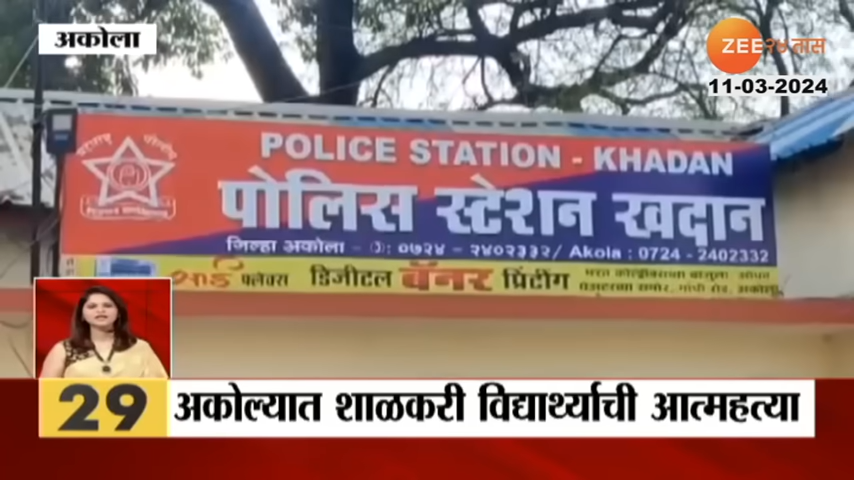 अकोला
ZEE २४ तास
11-03-2024
POLICE STATION - KHADAN
पोलिस स्टेशन खदान
जिल्हा अकोला - : ०७२४ - २४०२३३२/ Akola : 0724 - 2402332
साई फ्लेक्स डिजीटल बॅनर प्रिंटींग
29
अकोल्यात शाळकरी विद्यार्थ्याची आत्महत्या